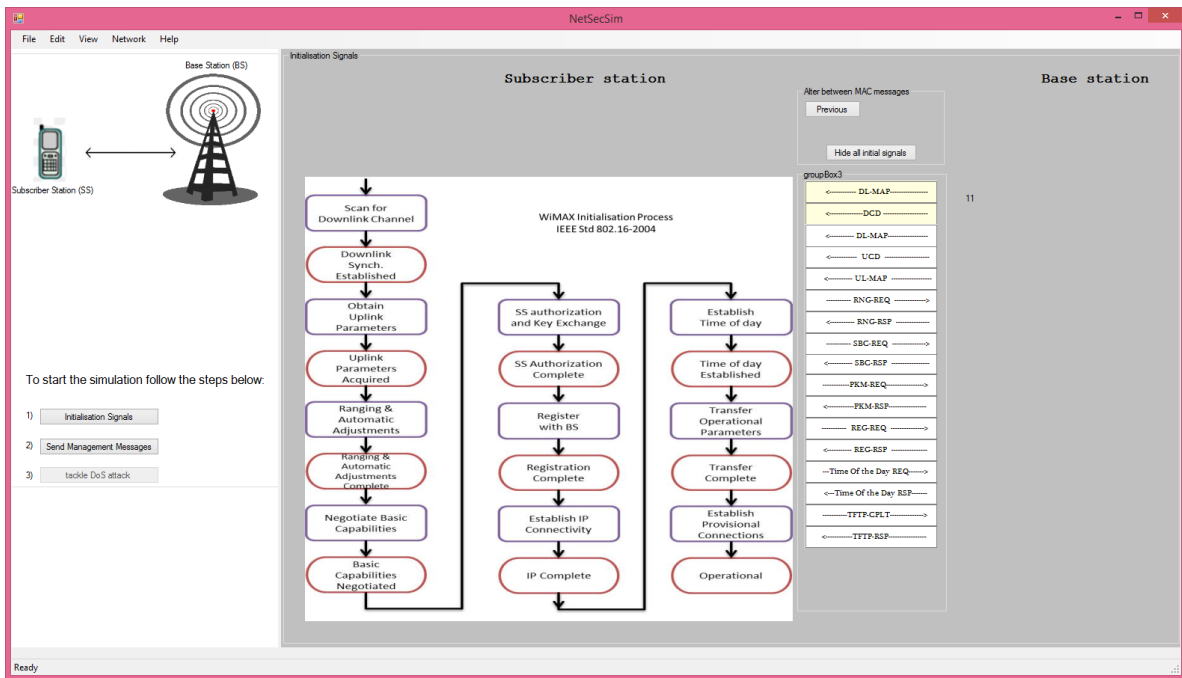 NetSecSim
File Edit View Network Help
Base Station (BS)
Subscriber Station (SS)
To start the simulation follow the steps below:
1) Initialisation Signals
2) Send Management Messages
3) tackle DoS attack
Initialisation Signals
Subscriber station
Base station
Alter between MAC messages
Previous
Hide all initial signals
WiMAX Initialisation Process
IEEE Std 802.16-2004
Scan for
Downlink Channel
Downlink
Synch.
Established
Obtain
Uplink
Parameters
Uplink
Parameters
Acquired
Ranging &
Automatic
Adjustments
Ranging &
Automatic
Adjustments
Complete
Negotiate Basic
Capabilities
Basic
Capabilities
Negotiated
SS authorization
and Key Exchange
SS Authorization
Complete
Register
with BS
Registration
Complete
Establish IP
Connectivity
IP Complete
Establish
Time of day
Time of day
Established
Transfer
Operational
Parameters
Transfer
Complete
Establish
Provisional
Connections
Operational
groupBox3
<----------- DL-MAP----------------
<--------------DCD -------------------
<----------- DL-MAP----------------
<----------- UCD -------------------
<---------- UL-MAP -----------------
----------- RNG-REQ -------------->
<----------- RNG-RSP --------------
----------- SBC-REQ -------------->
<----------- SBC-RSP ----------------
------------PKM-REQ---------------->
<-----------PKM-RSP----------------
----------- REG-REQ -------------->
<----------- REG-RSP ----------------
---Time Of the Day REQ------>
<---Time Of the Day RSP------
-----------TFTP-CPLT-------------->
<-----------TFTP-RSP----------------
11
Ready